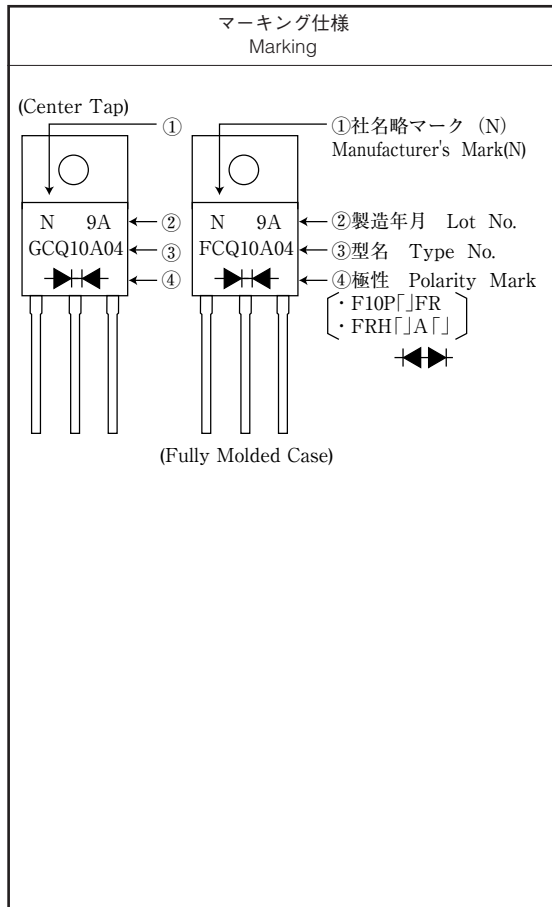 マーキング仕様
Marking
(Center Tap)
①
①社名略マーク (N)
Manufacturer's Mark(N)
N 9A
②
N 9A
②製造年月 Lot No.
GCQ10A04
③
FCQ10A04
③型名 Type No.
④
④極性 Polarity Mark
・F10P「」FR
・FRH「」A「」
(Fully Molded Case)